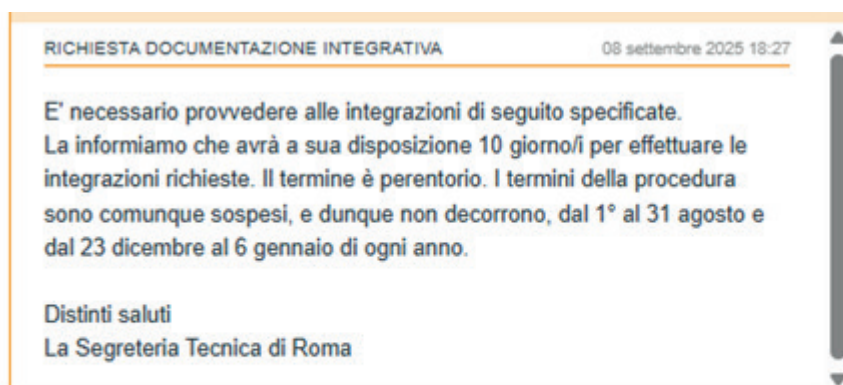 RICHIESTA DOCUMENTAZIONE INTEGRATIVA 08 settembre 2025 18:27
E' necessario provvedere alle integrazioni di seguito specificate.
La informiamo che avrà a sua disposizione 10 giorno/i per effettuare le
integrazioni richieste. Il termine è perentorio. I termini della procedura
sono comunque sospesi, e dunque non decorrono, dal 1° al 31 agosto e
dal 23 dicembre al 6 gennaio di ogni anno.
Distinti saluti
La Segreteria Tecnica di Roma